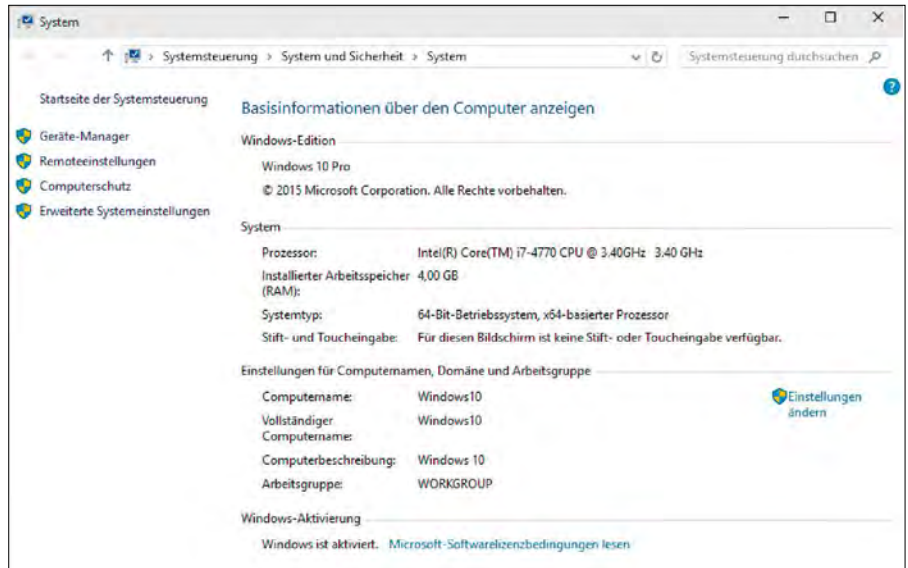 System
Systemsteuerung > System und Sicherheit > System
Systemsteuerung durchsuchen
Startseite der Systemsteuerung
Geräte-Manager
Remoteeinstellungen
Computerschutz
Erweiterte Systemeinstellungen
?
Basisinformationen über den Computer anzeigen
Windows-Edition
Windows 10 Pro
© 2015 Microsoft Corporation. Alle Rechte vorbehalten.
System
Prozessor: Intel(R) Core(TM) i7-4770 CPU @ 3.40GHz 3.40 GHz
Installierter Arbeitsspeicher 4,00 GB
(RAM):
Systemtyp: 64-Bit-Betriebssystem, x64-basierter Prozessor
Stift- und Toucheingabe: Für diesen Bildschirm ist keine Stift- oder Toucheingabe verfügbar.
Einstellungen für Computernamen, Domäne und Arbeitsgruppe
Computername: Windows10
Einstellungen
ändern
Vollständiger Windows10
Computername:
Computerbeschreibung: Windows 10
Arbeitsgruppe: WORKGROUP
Windows-Aktivierung
Windows ist aktiviert. Microsoft-Softwarelizenzbedingungen lesen